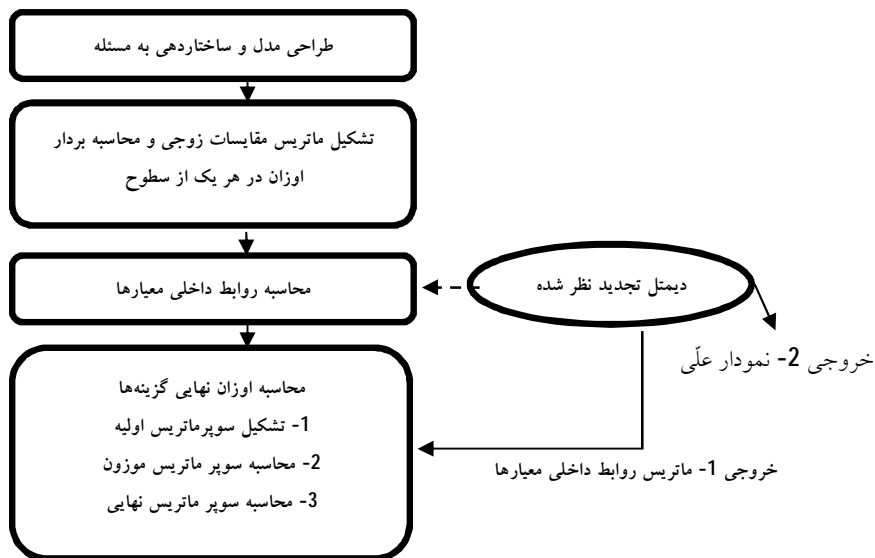 طراحی مدل و ساختاردهی به مسئله
تشکیل ماتریس مقایسات زوجی و محاسبه بردار
اوزان در هر یک از سطوح
محاسبه روابط داخلی معیارها
دیمتل تجدید نظر شده
خروجی 2- نمودار علّی
محاسبه اوزان نهایی گزینه‌ها
1- تشکیل سوپرماتریس اولیه
2- محاسبه سوپر ماتریس موزون
3- محاسبه سوپر ماتریس نهایی
خروجی 1- ماتریس روابط داخلی معیارها